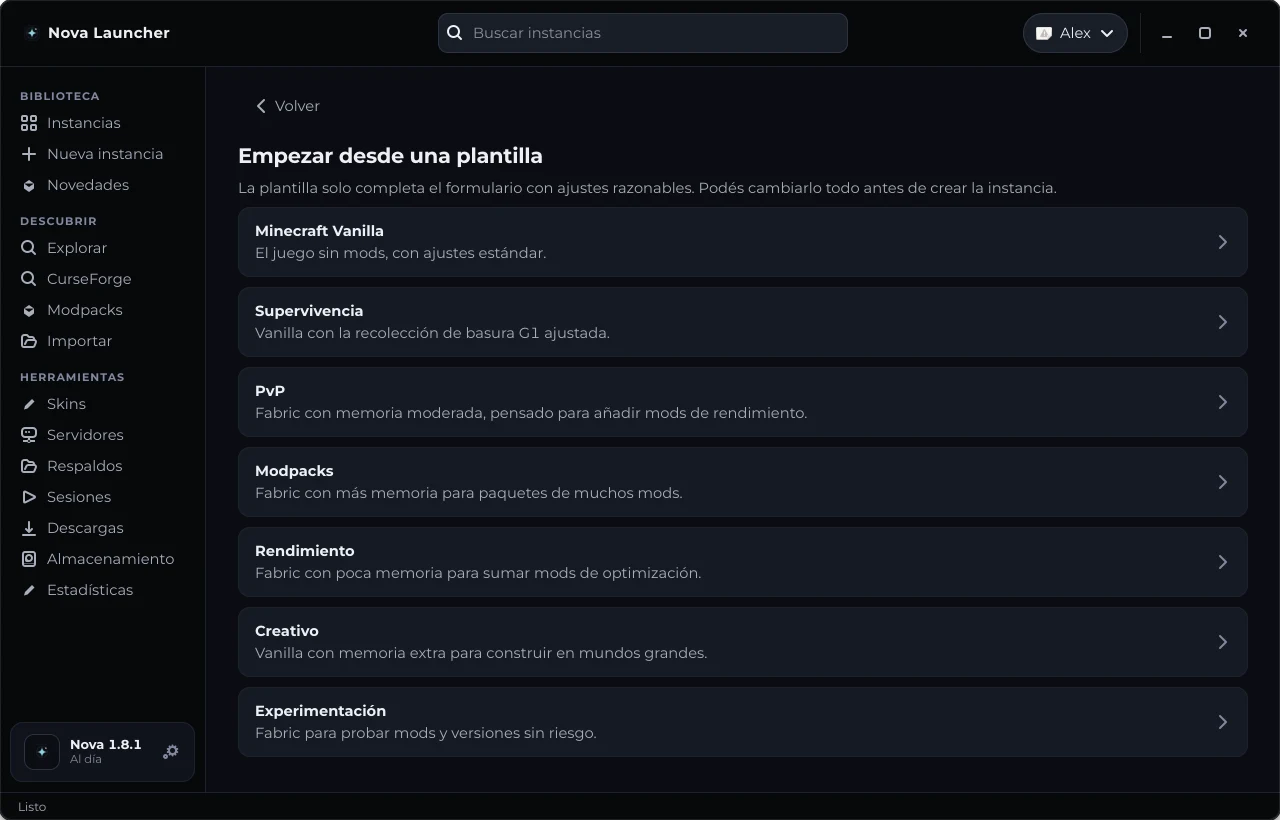 Nova Launcher
Buscar instancias
Alex
BIBLIOTECA
Instancias
Nueva instancia
Novedades
DESCUBRIR
Explorar
CurseForge
Modpacks
Importar
HERRAMIENTAS
Skins
Servidores
Respaldos
Sesiones
Descargas
Almacenamiento
Estadísticas
Nova 1.8.1
Al día
Volver
Empezar desde una plantilla
La plantilla solo completa el formulario con ajustes razonables. Podés cambiarlo todo antes de crear la instancia.
Minecraft Vanilla
El juego sin mods, con ajustes estándar.
Supervivencia
Vanilla con la recolección de basura G1 ajustada.
PvP
Fabric con memoria moderada, pensado para añadir mods de rendimiento.
Modpacks
Fabric con más memoria para paquetes de muchos mods.
Rendimiento
Fabric con poca memoria para sumar mods de optimización.
Creativo
Vanilla con memoria extra para construir en mundos grandes.
Experimentación
Fabric para probar mods y versiones sin riesgo.
Listo